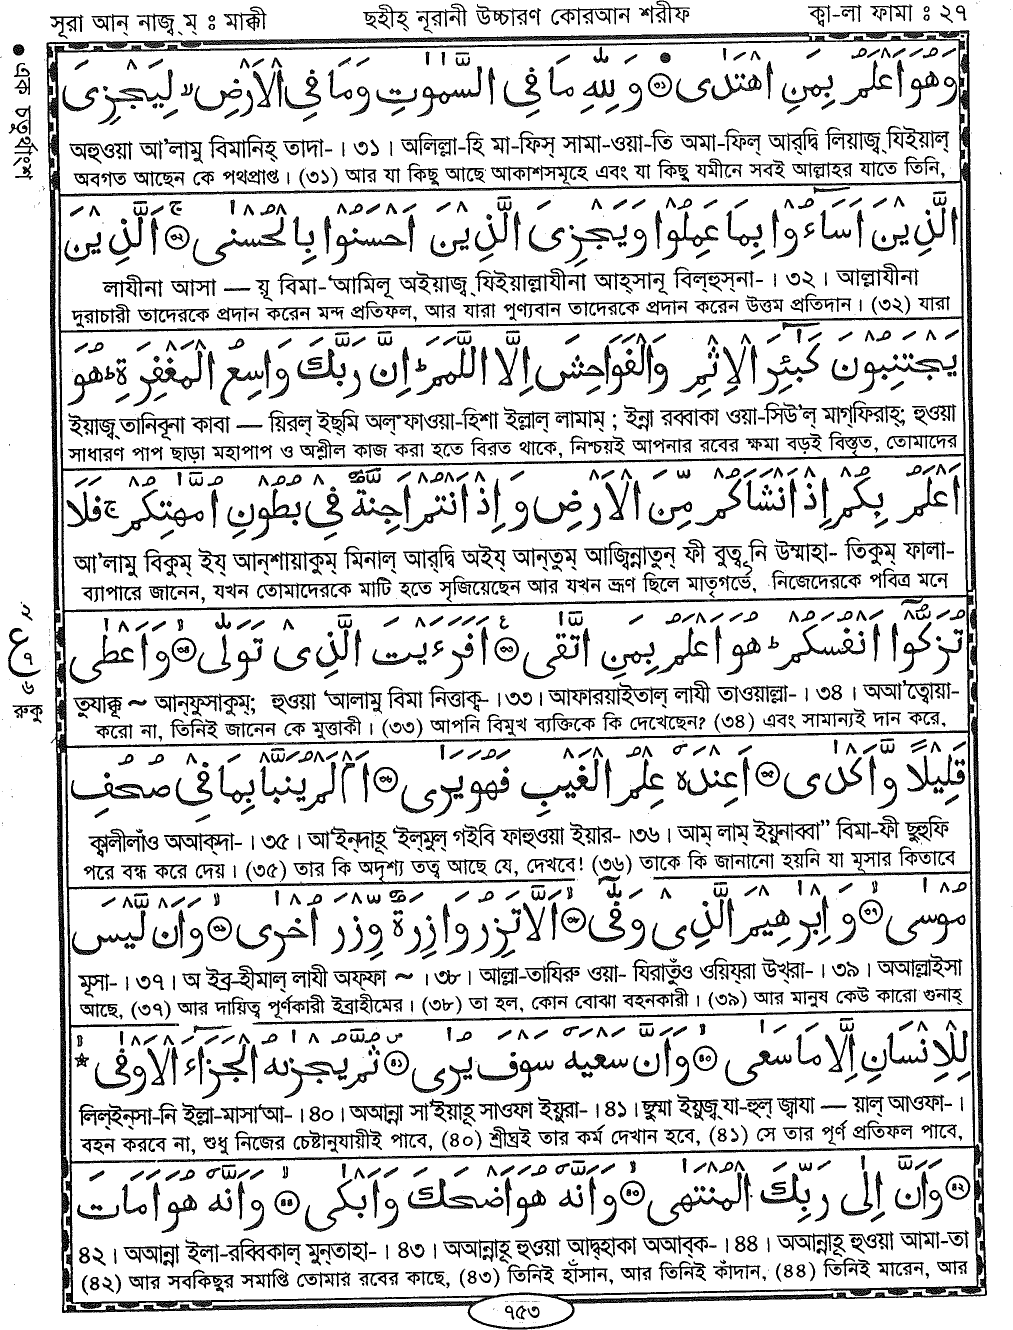 সূরা আন্ নাজ্ব্ ম্ ঃ মাক্কী ছহীহ্ নূরানী উচ্চারণ কোরআন শরীফ ক্বা-লা ফামা ঃ ২৭
এক চতুর্থাংশ
وَهُوَ اَعْلَمُ بِمَنِ اهْتَدٰى ۝۳۰ وَلِلّٰهِ مَا فِى السَّمٰوٰتِ وَمَا فِى الْاَرْضِ ۙ لِيَجْزِىَ
অহুওয়া আ’লামু বিমানিহ্ তাদা-। ৩১। অলিল্লা-হি মা-ফিস্ সামা-ওয়া-তি অমা-ফিল্ আর্‌দ্বি লিয়াজ্ব্ যিইয়াল্
অবগত আছেন কে পথপ্রাপ্ত। (৩১) আর যা কিছু আছে আকাশসমূহে এবং যা কিছু যমীনে সবই আল্লাহর যাতে তিনি,
الَّذِيْنَ اَسَآءُوْا بِمَا عَمِلُوْا وَيَجْزِىَ الَّذِيْنَ اَحْسَنُوْا بِالْحُسْنٰى ۝۳۱ۚ اَلَّذِيْنَ
লাযীনা আসা — য়ূ বিমা-‘আমিলূ অইয়াজ্ব্ যিইয়াল্লাযীনা আহ্‌সানূ বিল্‌হুস্‌না-। ৩২। আল্লাযীনা
দুরাচারী তাদেরকে প্রদান করেন মন্দ প্রতিফল, আর যারা পুণ্যবান তাদেরকে প্রদান করেন উত্তম প্রতিদান। (৩২) যারা
يَجْتَنِبُوْنَ كَبٰٓئِرَ الْاِثْمِ وَالْفَوَاحِشَ اِلَّا اللَّمَمَ ؕ اِنَّ رَبَّكَ وَاسِعُ الْمَغْفِرَةِ ؕ هُوَ
ইয়াজ্ব্ তানিবূনা কাবা — য়িরল্ ইছ্‌মি অল্ ফাওয়া-হিশা ইল্লাল্ লামাম্ ; ইন্না রব্বাকা ওয়া-সিউ’ল্ মাগ্‌ফিরাহ্; হুওয়া
সাধারণ পাপ ছাড়া মহাপাপ ও অশ্লীল কাজ করা হতে বিরত থাকে, নিশ্চয়ই আপনার রবের ক্ষমা বড়ই বিস্তৃত, তোমাদের
اَعْلَمُ بِكُمْ اِذْ اَنْشَاَكُمْ مِّنَ الْاَرْضِ وَاِذْ اَنْتُمْ اَجِنَّةٌ فِىْ بُطُوْنِ اُمَّهٰتِكُمْ ۚ فَلَا
আ’লামু বিকুম্ ইয্ আন্‌শায়াকুম্ মিনাল্ আর্‌দ্বি অইয্ আন্‌তুম্ আজ্বিন্নাতুন্ ফী বুত্বূনি উম্মাহা- তিকুম্ ফালা-
ব্যাপারে জানেন, যখন তোমাদেরকে মাটি হতে সৃজিয়েছেন আর যখন ভ্রূণ ছিলে মাতৃগর্ভে, নিজেদেরকে পবিত্র মনে
تُزَكُّوْٓا اَنْفُسَكُمْ ؕ هُوَ اَعْلَمُ بِمَنِ اتَّقٰى ۝۳۲ اَفَرَءَيْتَ الَّذِىْ تَوَلّٰى ۝۳۳ وَاَعْطٰى
ع
৭
৬
রুকু
তুযাক্কূ ~ আন্‌ফুসাকুম্; হুওয়া ‘আলামু বিমা নিত্তাক্ব-। ৩৩। আফারয়াইতাল্ লাযী তাওয়াল্লা-। ৩৪। অআ’ত্বোয়া-
করো না, তিনিই জানেন কে মুত্তাকী। (৩৩) আপনি বিমুখ ব্যক্তিকে কি দেখেছেন? (৩৪) এবং সামান্যই দান করে,
قَلِيْلًا وَّاَكْدٰى ۝۳۴ اَعِنْدَهٗ عِلْمُ الْغَيْبِ فَهُوَ يَرٰى ۝۳۵ اَمْ لَمْ يُنَبَّاْ بِمَا فِىْ صُحُفِ
ক্বালীলাঁও অআক্‌দা-। ৩৫। আ’ইন্‌দাহূ ‘ইল্‌মুল্ গইবি ফাহুওয়া ইয়ার-।৩৬। আম্ লাম্ ইয়ুনাব্বা” বিমা-ফী ছুহুফি
পরে বন্ধ করে দেয়। (৩৫) তার কি অদৃশ্য তত্ব আছে যে, দেখবে! (৩৬) তাকে কি জানানো হয়নি যা মূসার কিতাবে
مُوْسٰى ۝۳۶ وَاِبْرٰهِيْمَ الَّذِىْ وَفّٰٓى ۝۳۷ اَلَّا تَزِرُ وَازِرَةٌ وِّزْرَ اُخْرٰى ۝۳۸ وَاَنْ لَّيْسَ
মূসা-। ৩৭। অ ইব্র-হীমাল্ লাযী অফ্‌ফা ~ ।৩৮। আল্লা-তাযিরু ওয়া- যিরাতুঁও ওয়িয্‌রা উখ্‌রা-। ৩৯। অআল্লাইসা
আছে, (৩৭) আর দায়িত্ব পূর্ণকারী ইব্রাহীমের। (৩৮) তা হল, কোন বোঝা বহনকারী। (৩৯) আর মানুষ কেউ কারো গুনাহ্
لِلْاِنْسَانِ اِلَّا مَا سَعٰى ۝۳۹ وَاَنَّ سَعْيَهٗ سَوْفَ يُرٰى ۝۴۰ ثُمَّ يُجْزٰىهُ الْجَزَآءَ الْاَوْفٰى
লিল্‌ইন্‌সা-নি ইল্লা-মাসা‘আ-। ৪০। অআন্না সা’ইয়াহূ সাওফা ইয়ুরা-। ৪১। ছুম্মা ইয়ুজ্ব্ যা-হুল্ জ্বাযা — য়াল্ আওফা-।
বহন করবে না, শুধু নিজের চেষ্টানুযায়ীই পাবে, (৪০) শ্রীঘ্রই তার কর্ম দেখান হবে, (৪১) সে তার পূর্ণ প্রতিফল পাবে,
وَاَنَّ اِلٰى رَبِّكَ الْمُنْتَهٰى ۝ وَاَنَّهٗ هُوَ اَضْحَكَ وَاَبْكٰى ۝ وَاَنَّهٗ هُوَ اَمَاتَ
৪২। অআন্না ইলা-রব্বিকাল্ মুন্‌তাহা-। ৪৩। অআন্নাহূ হুওয়া আদ্বহাকা অআব্‌ক-। ৪৪। অআন্নাহূ হুওয়া আমা-তা
(৪২) আর সবকিছুর সমাপ্তি তোমার রবের কাছে, (৪৩) তিনিই হাঁসান, আর তিনিই কাঁদান, (৪৪) তিনিই মারেন, আর
৭৫৩